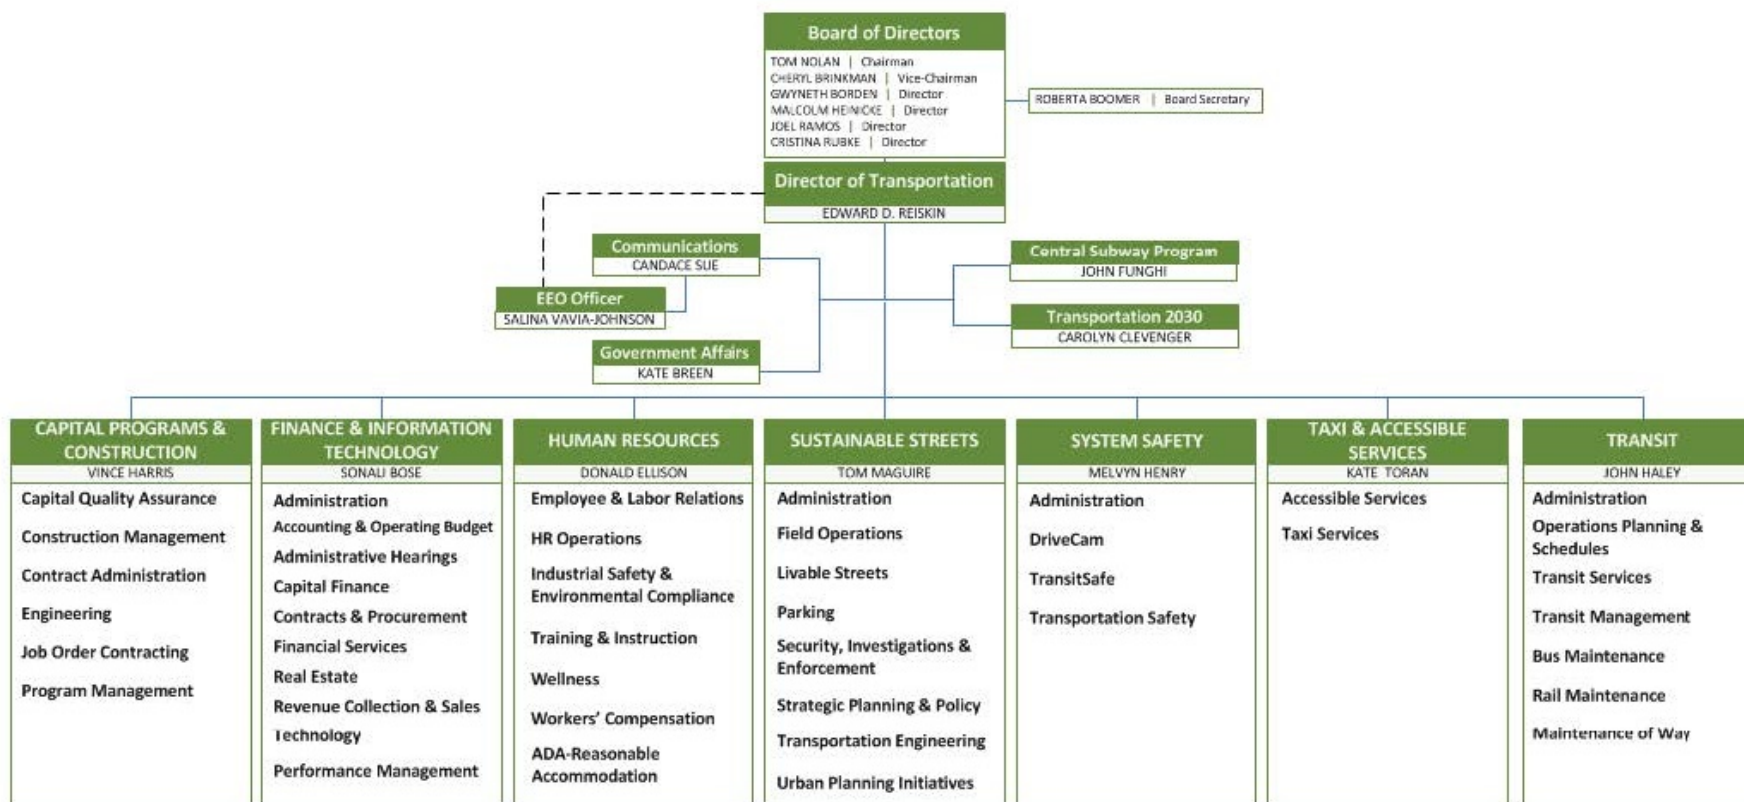 Board of Directors
TOM NOLAN | Chairman
CHERYL BRINKMAN | Vice-Chairman
GWYNETH BORDEN | Director
MALCOLM HEINICKE | Director
JOEL RAMOS | Director
CRISTINA RUBKE | Director
ROBERTA BOOMER | Board Secretary
Director of Transportation
EDWARD D. REISKIN
Communications
CANDACE SUE
EEO Officer
SALINA VAVIA-JOHNSON
Government Affairs
KATE BREEN
Central Subway Program
JOHN FUNGHI
Transportation 2030
CAROLYN CLEVENGER
CAPITAL PROGRAMS &
CONSTRUCTION
VINCE HARRIS
Capital Quality Assurance
Construction Management
Contract Administration
Engineering
Job Order Contracting
Program Management
FINANCE & INFORMATION
TECHNOLOGY
SONALI BOSE
Administration
Accounting & Operating Budget
Administrative Hearings
Capital Finance
Contracts & Procurement
Financial Services
Real Estate
Revenue Collection & Sales
Technology
Performance Management
HUMAN RESOURCES
DONALD ELLISON
Employee & Labor Relations
HR Operations
Industrial Safety &
Environmental Compliance
Training & Instruction
Wellness
Workers' Compensation
ADA-Reasonable
Accommodation
SUSTAINABLE STREETS
TOM MAGUIRE
Administration
Field Operations
Livable Streets
Parking
Security, Investigations &
Enforcement
Strategic Planning & Policy
Transportation Engineering
Urban Planning Initiatives
SYSTEM SAFETY
MELVYN HENRY
Administration
DriveCam
TransitSafe
Transportation Safety
TAXI & ACCESSIBLE
SERVICES
KATE TORAN
Accessible Services
Taxi Services
TRANSIT
JOHN HALEY
Administration
Operations Planning &
Schedules
Transit Services
Transit Management
Bus Maintenance
Rail Maintenance
Maintenance of Way